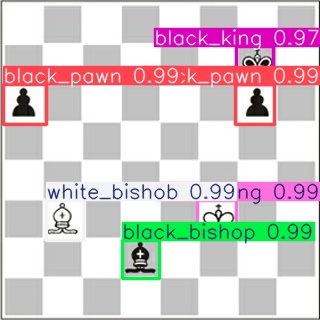 black_king 0.97
black_pawn 0.99 k_pawn 0.99
white_bishob 0.99 ng 0.99
black_bishop 0.99